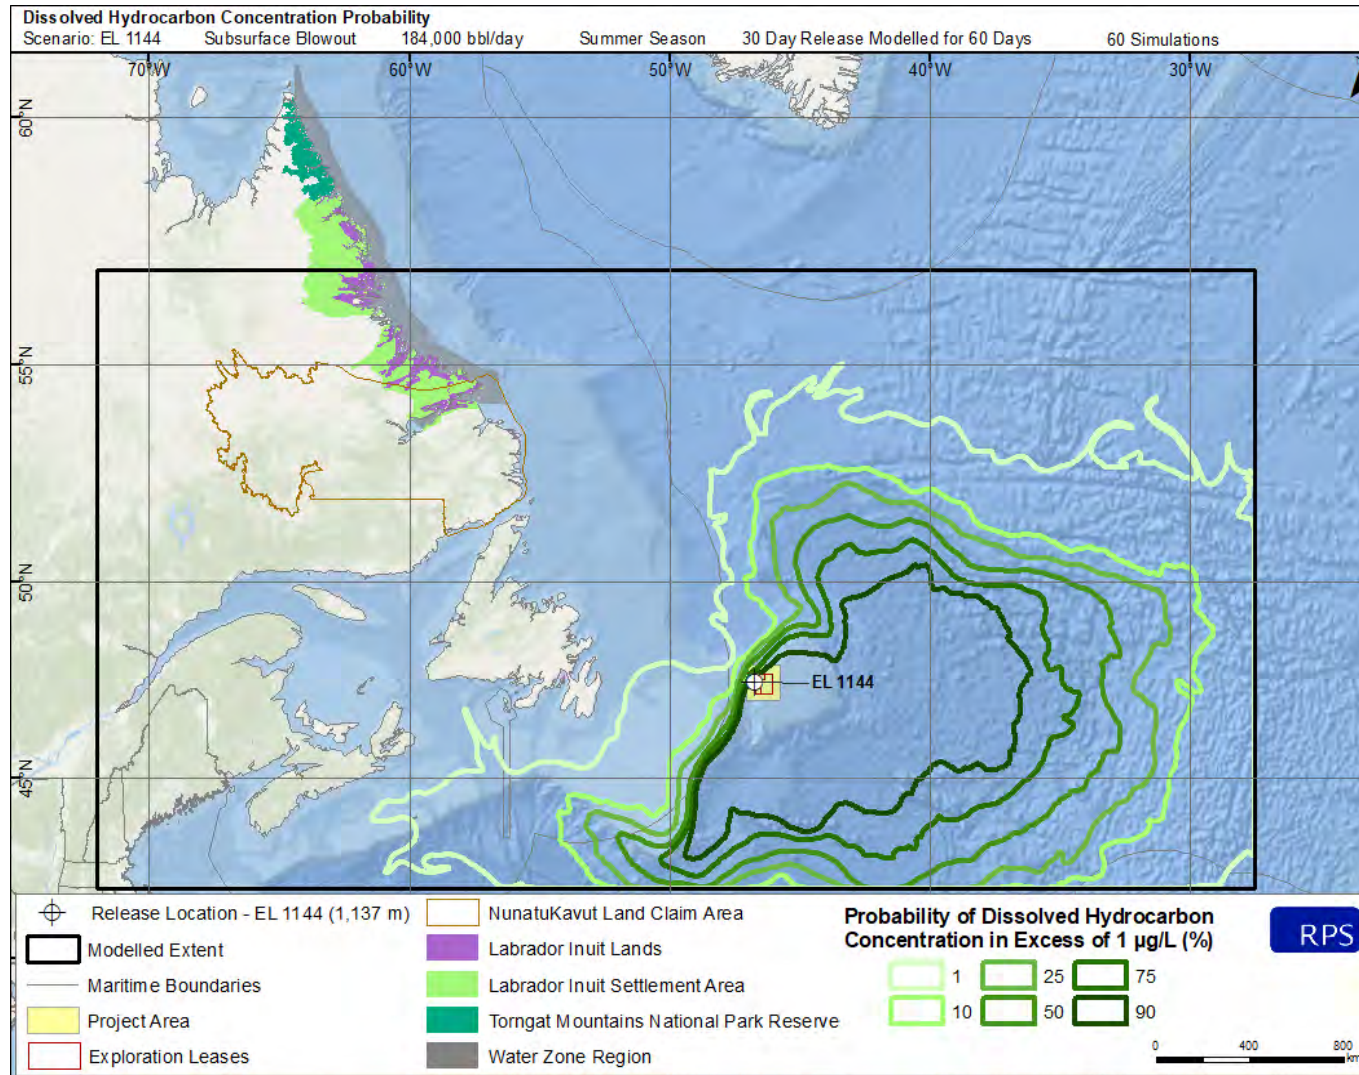 Dissolved Hydrocarbon Concentration Probability
Scenario: EL 1144 Subsurface Blowout 184,000 bbl/day Summer Season 30 Day Release Modelled for 60 Days 60 Simulations
70°W 60°W 50°W 40°W 30°W
60°N
55°N
50°N
EL 1144
45°N
Release Location - EL 1144 (1,137 m)
Modelled Extent
Maritime Boundaries
Project Area
Exploration Leases
NunatuKavut Land Claim Area
Labrador Inuit Lands
Labrador Inuit Settlement Area
Torngat Mountains National Park Reserve
Water Zone Region
Probability of Dissolved Hydrocarbon
Concentration in Excess of 1 µg/L (%)
1 25 75
10 50 90
RPS
0 400 800
km